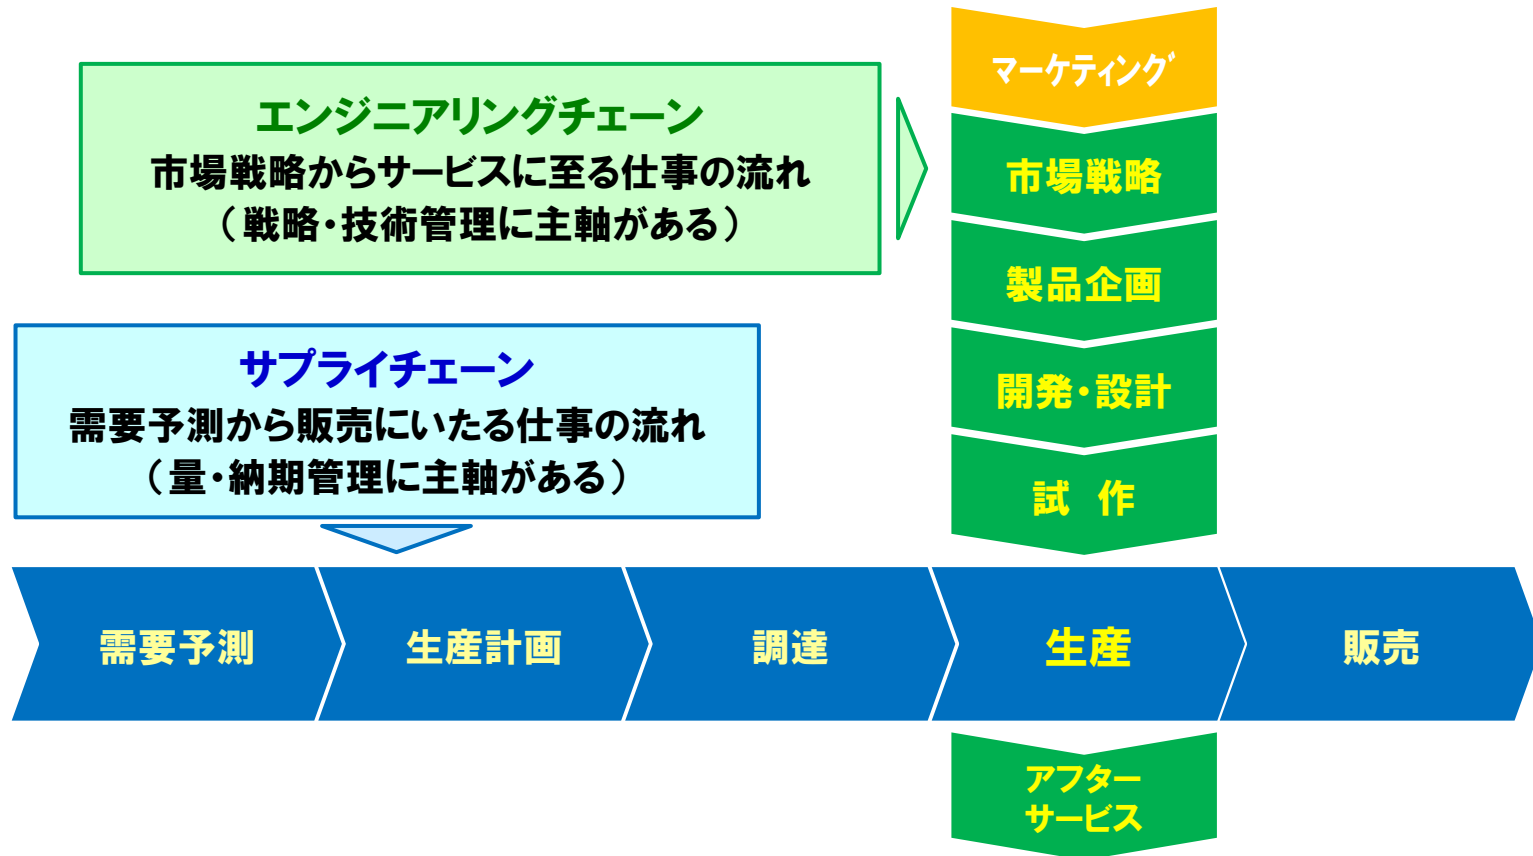 マーケティング
エンジニアリングチェーン
市場戦略からサービスに至る仕事の流れ
（戦略・技術管理に主軸がある）
市場戦略
製品企画
サプライチェーン
需要予測から販売にいたる仕事の流れ
（量・納期管理に主軸がある）
開発・設計
試　作
需要予測
生産計画
調達
生産
販売
アフター
サービス